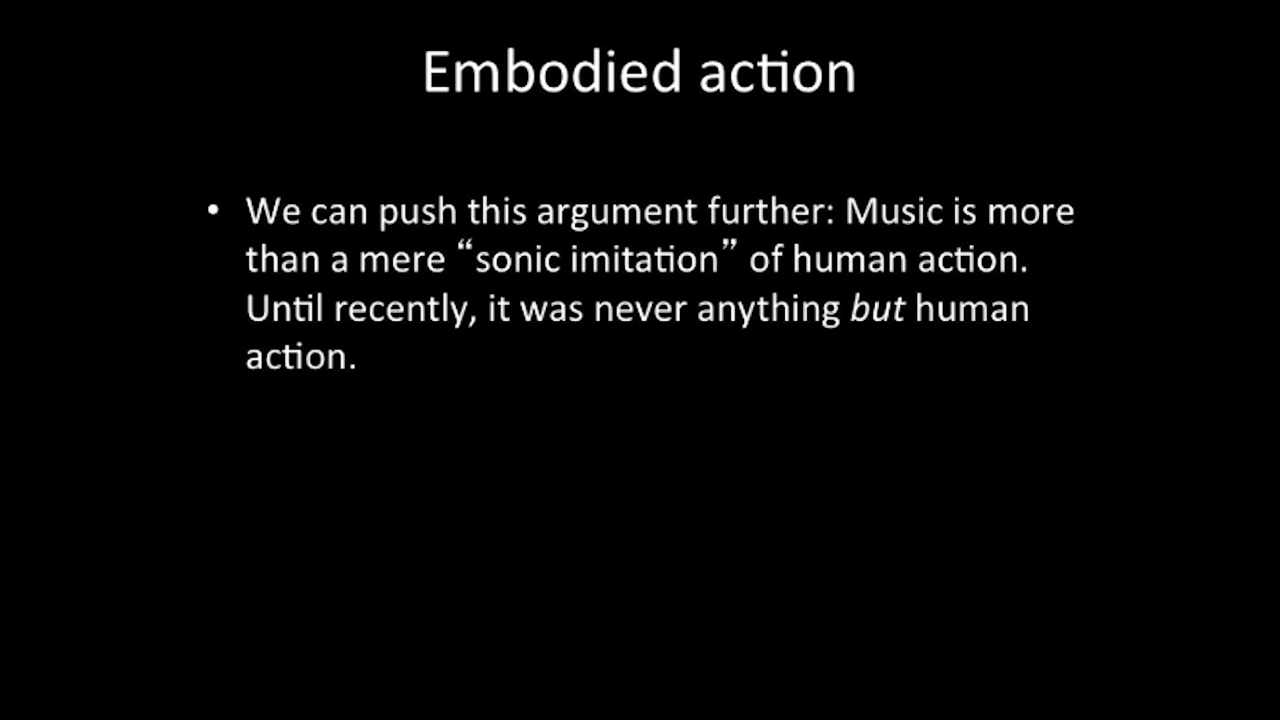 Embodied action
• We can push this argument further: Music is more
than a mere “sonic imitation” of human action.
Until recently, it was never anything but human
action.